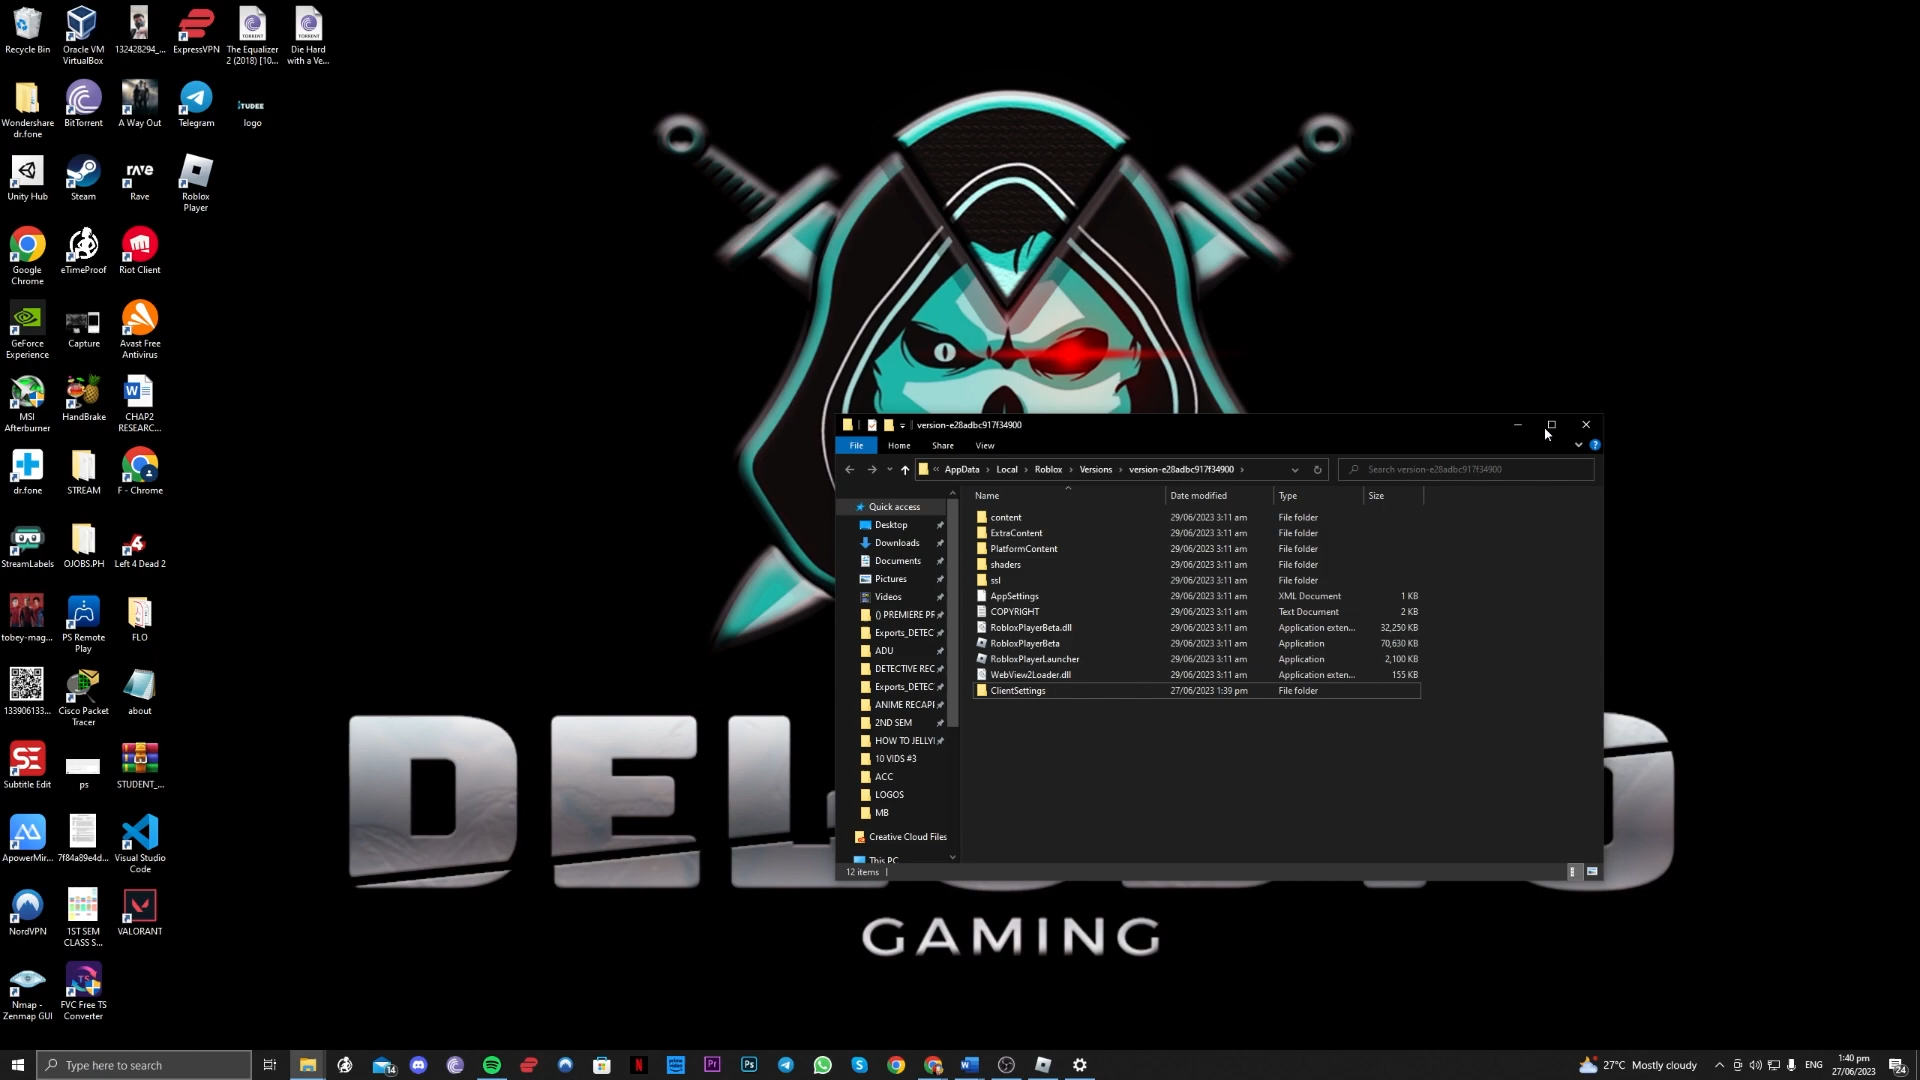 Recycle Bin
Oracle VM
VirtualBox
132428294_...
ExpressVPN
TORRENT
The Equalizer
2 (2018) [10...
TORRENT
Die Hard
with a Ve...
Wondershare
dr.fone
BitTorrent
A Way Out
Telegram
iTUDEE
logo
Unity Hub
Steam
rave
Rave
Roblox
Player
Google
Chrome
eTimeProof
Riot Client
GeForce
Experience
Capture
Avast Free
Antivirus
MSI
Afterburner
HandBrake
CHAP2
RESEARC...
dr.fone
STREAM
F - Chrome
StreamLabels
OJOBS.PH
Left 4 Dead 2
tobey-mag...
PS Remote
Play
FLO
133906133...
Cisco Packet
Tracer
about
SE
Subtitle Edit
ps
STUDENT_...
ApowerMir...
7f84a89e4d...
Visual Studio
Code
NordVPN
1ST SEM
CLASS S...
VALORANT
Nmap -
Zenmap GUI
TS
FVC Free TS
Converter
version-e28adbc917f34900
File
Home
Share
View
AppData
Local
Roblox
Versions
version-e28adbc917f34900
Search version-e28adbc917f34900
Quick access
Desktop
Downloads
Documents
Pictures
Videos
() PREMIERE PF
Exports_DETEC
ADU
DETECTIVE REC
Exports_DETEC
ANIME RECAPI
2ND SEM
HOW TO JELLYI
10 VIDS #3
ACC
LOGOS
MB
Creative Cloud Files
This PC
Name Date modified Type Size
content 29/06/2023 3:11 am File folder
ExtraContent 29/06/2023 3:11 am File folder
PlatformContent 29/06/2023 3:11 am File folder
shaders 29/06/2023 3:11 am File folder
ssl 29/06/2023 3:11 am File folder
AppSettings 29/06/2023 3:11 am XML Document 1 KB
COPYRIGHT 29/06/2023 3:11 am Text Document 2 KB
RobloxPlayerBeta.dll 29/06/2023 3:11 am Application exten... 32,250 KB
RobloxPlayerBeta 29/06/2023 3:11 am Application 70,630 KB
RobloxPlayerLauncher 29/06/2023 3:11 am Application 2,100 KB
WebView2Loader.dll 29/06/2023 3:11 am Application exten... 155 KB
ClientSettings 27/06/2023 1:39 pm File folder
12 items
GAMING
Type here to search
14
Pr
Ps
27°C Mostly cloudy
ENG
1:40 pm
27/06/2023
24